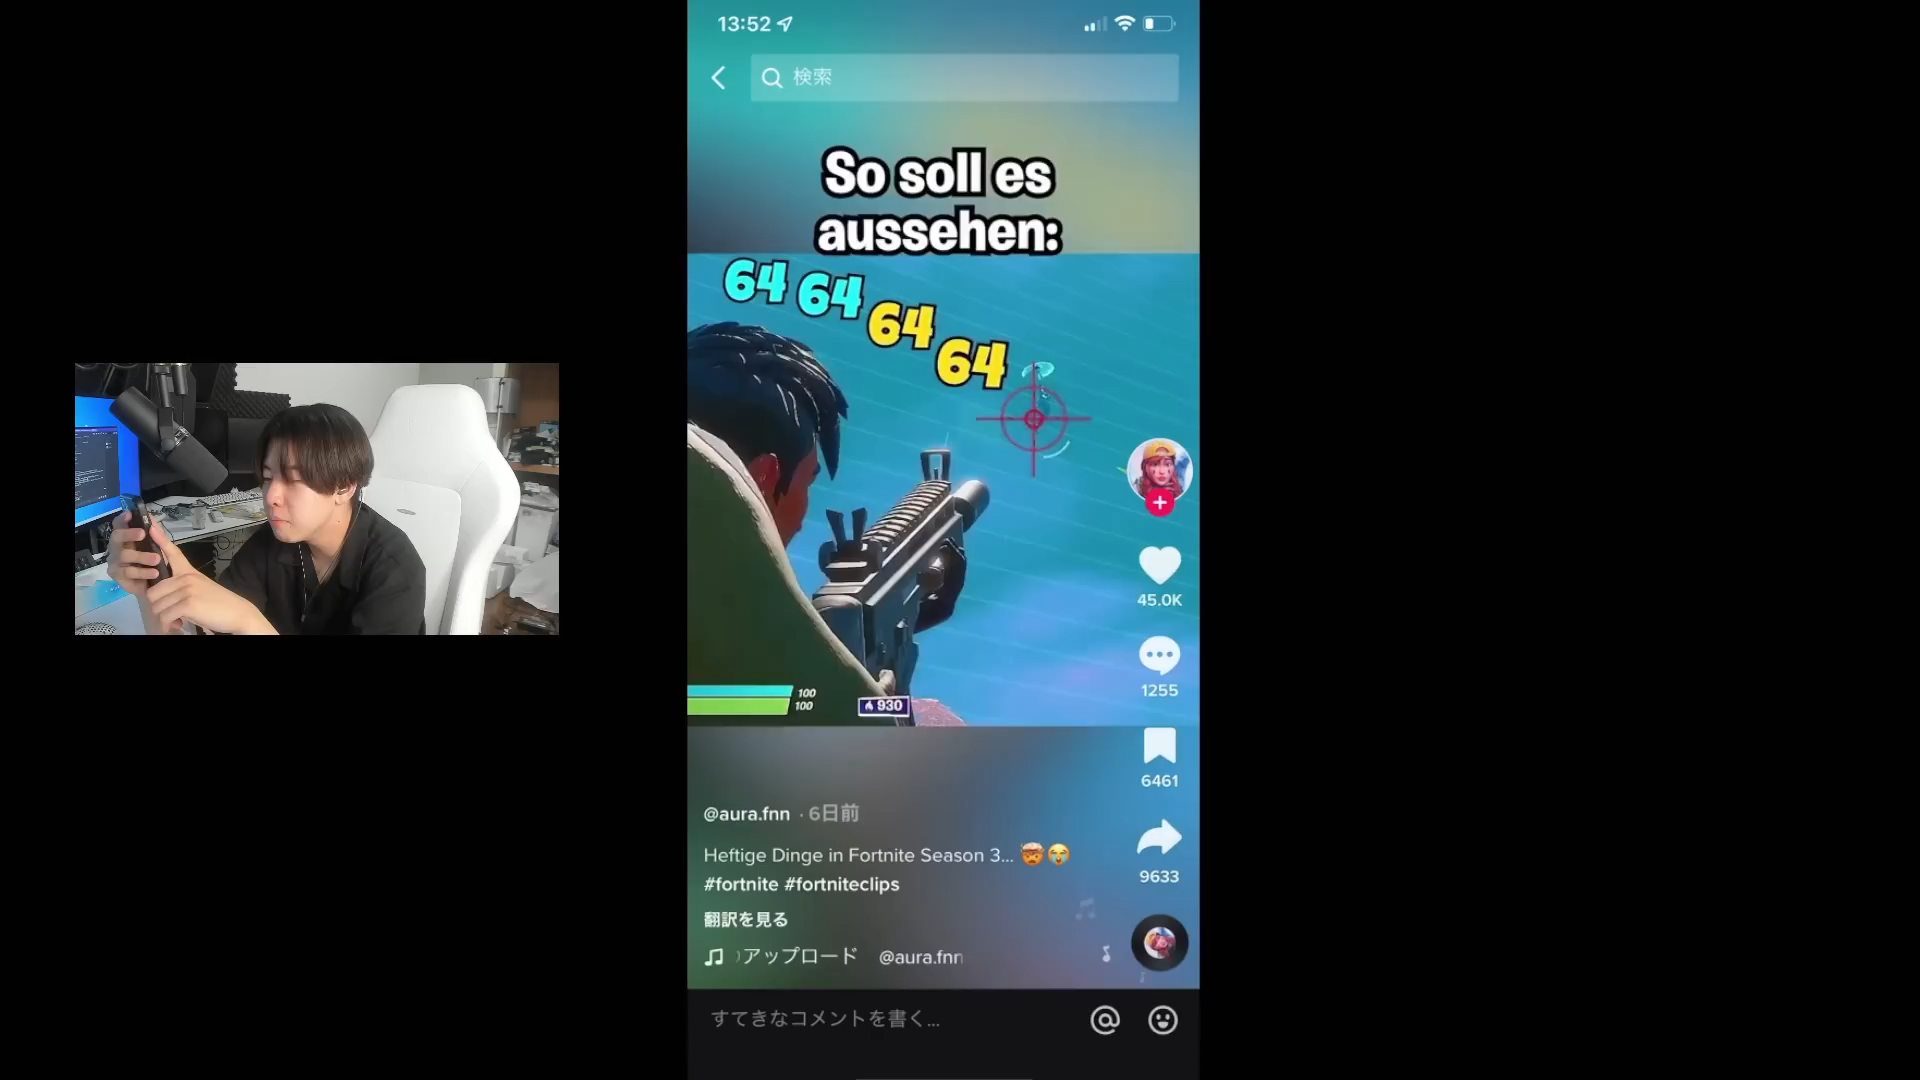 13:52
検索
So soll es
aussehen:
64 64 64 64
45.0K
1255
100
100
930
6461
@aura.fnn · 6日前
Heftige Dinge in Fortnite Season 3... 🤯😭
9633
#fortnite #fortniteclips
翻訳を見る
アップロード @aura.fnn
すてきなコメントを書く...